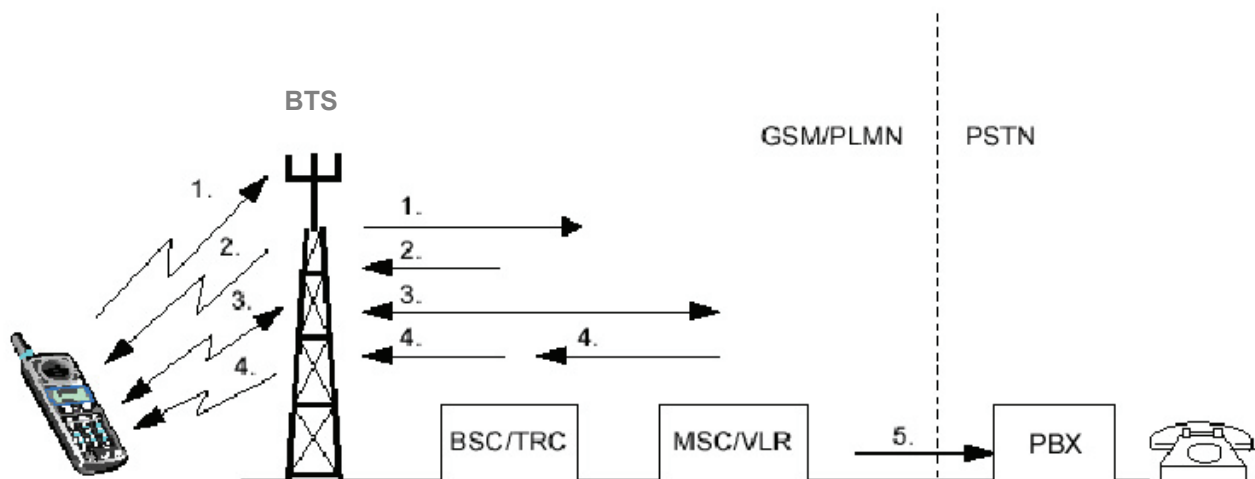 BTS
GSM/PLMN
PSTN
1.
2.
3.
4.
1.
2.
3.
4.
4.
BSC/TRC
MSC/VLR
5.
PBX